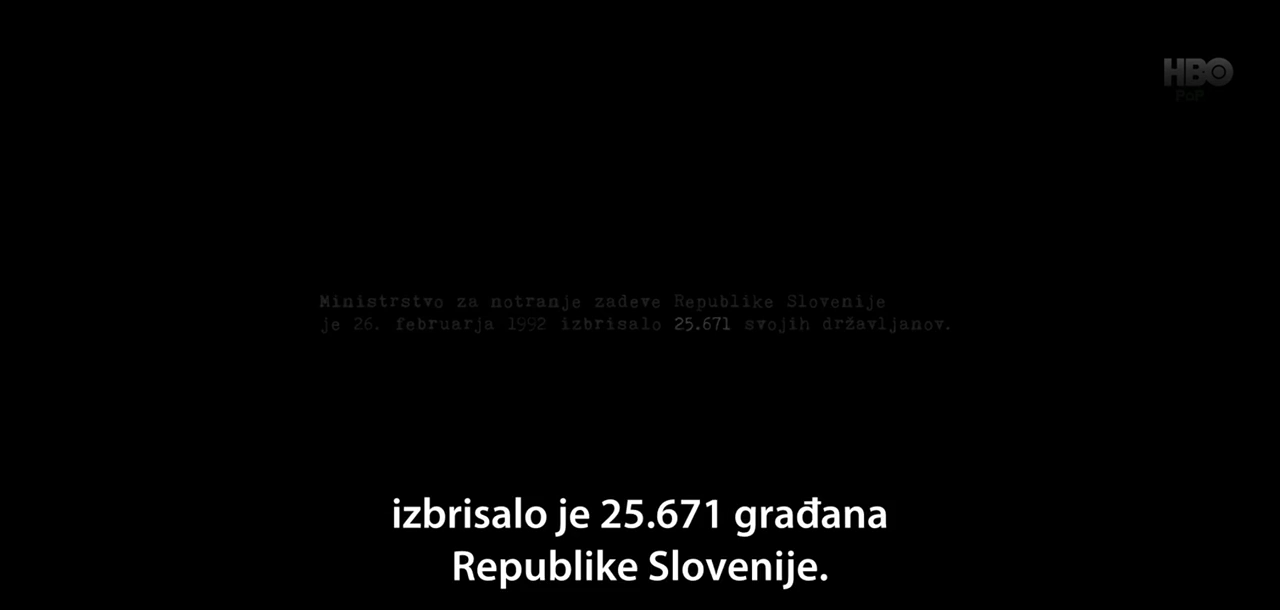 HBO
PoP
Ministrstvo za notranje zadeve Republike Slovenije
je 26. februarja 1992 izbrisalo 25.671 svojih državljanov.
izbrisalo je 25.671 građana
Republike Slovenije.